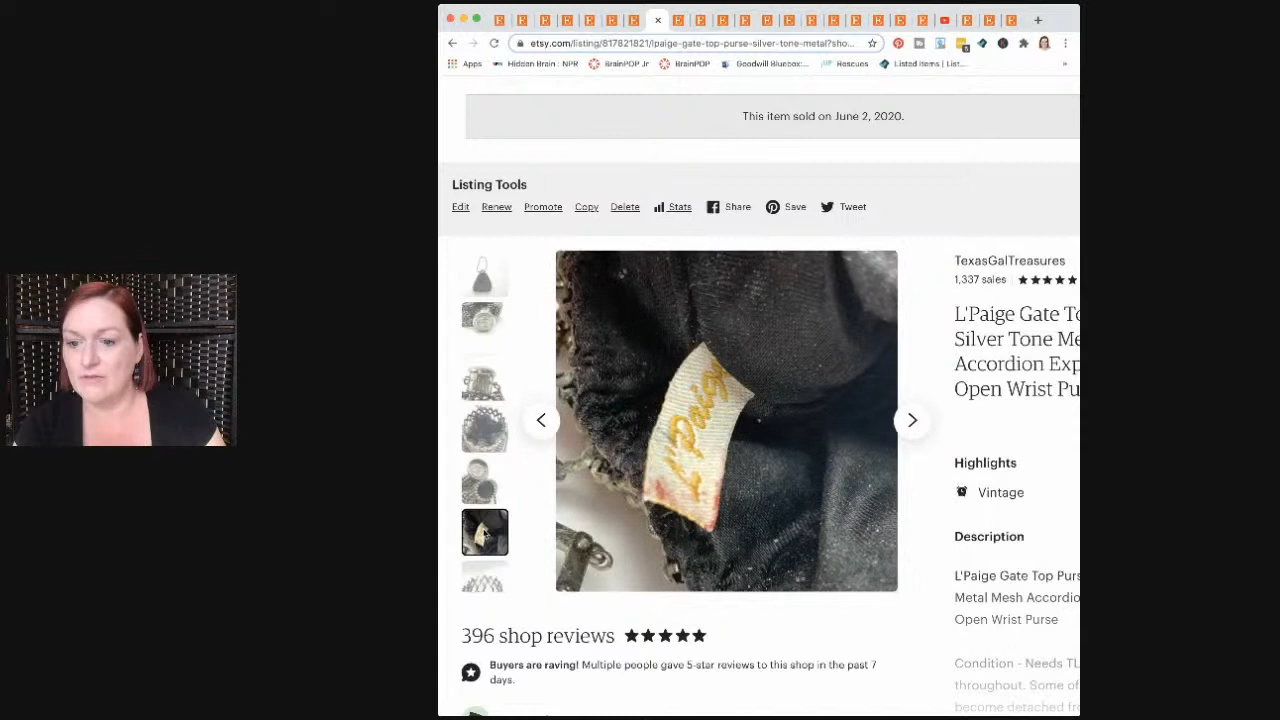 etsy.com/listing/817821821/lpaige-gate-top-purse-silver-tone-metal?sho...
Apps
Hidden Brain : NPR
BrainPOP Jr
BrainPOP
Goodwill Bluebox:...
Rescues
Listed Items | List...
»
This item sold on June 2, 2020.
Listing Tools
Edit Renew Promote Copy Delete Stats Share Save Tweet
TexasGalTreasures
1,337 sales
L'Paige Gate To
Silver Tone Me
Accordion Exp
Open Wrist Pu
L'Paige
Highlights
Vintage
Description
L'Paige Gate Top Purs
Metal Mesh Accordio
Open Wrist Purse
Condition - Needs TL
throughout. Some of
become detached fro
396 shop reviews
Buyers are raving! Multiple people gave 5-star reviews to this shop in the past 7
days.